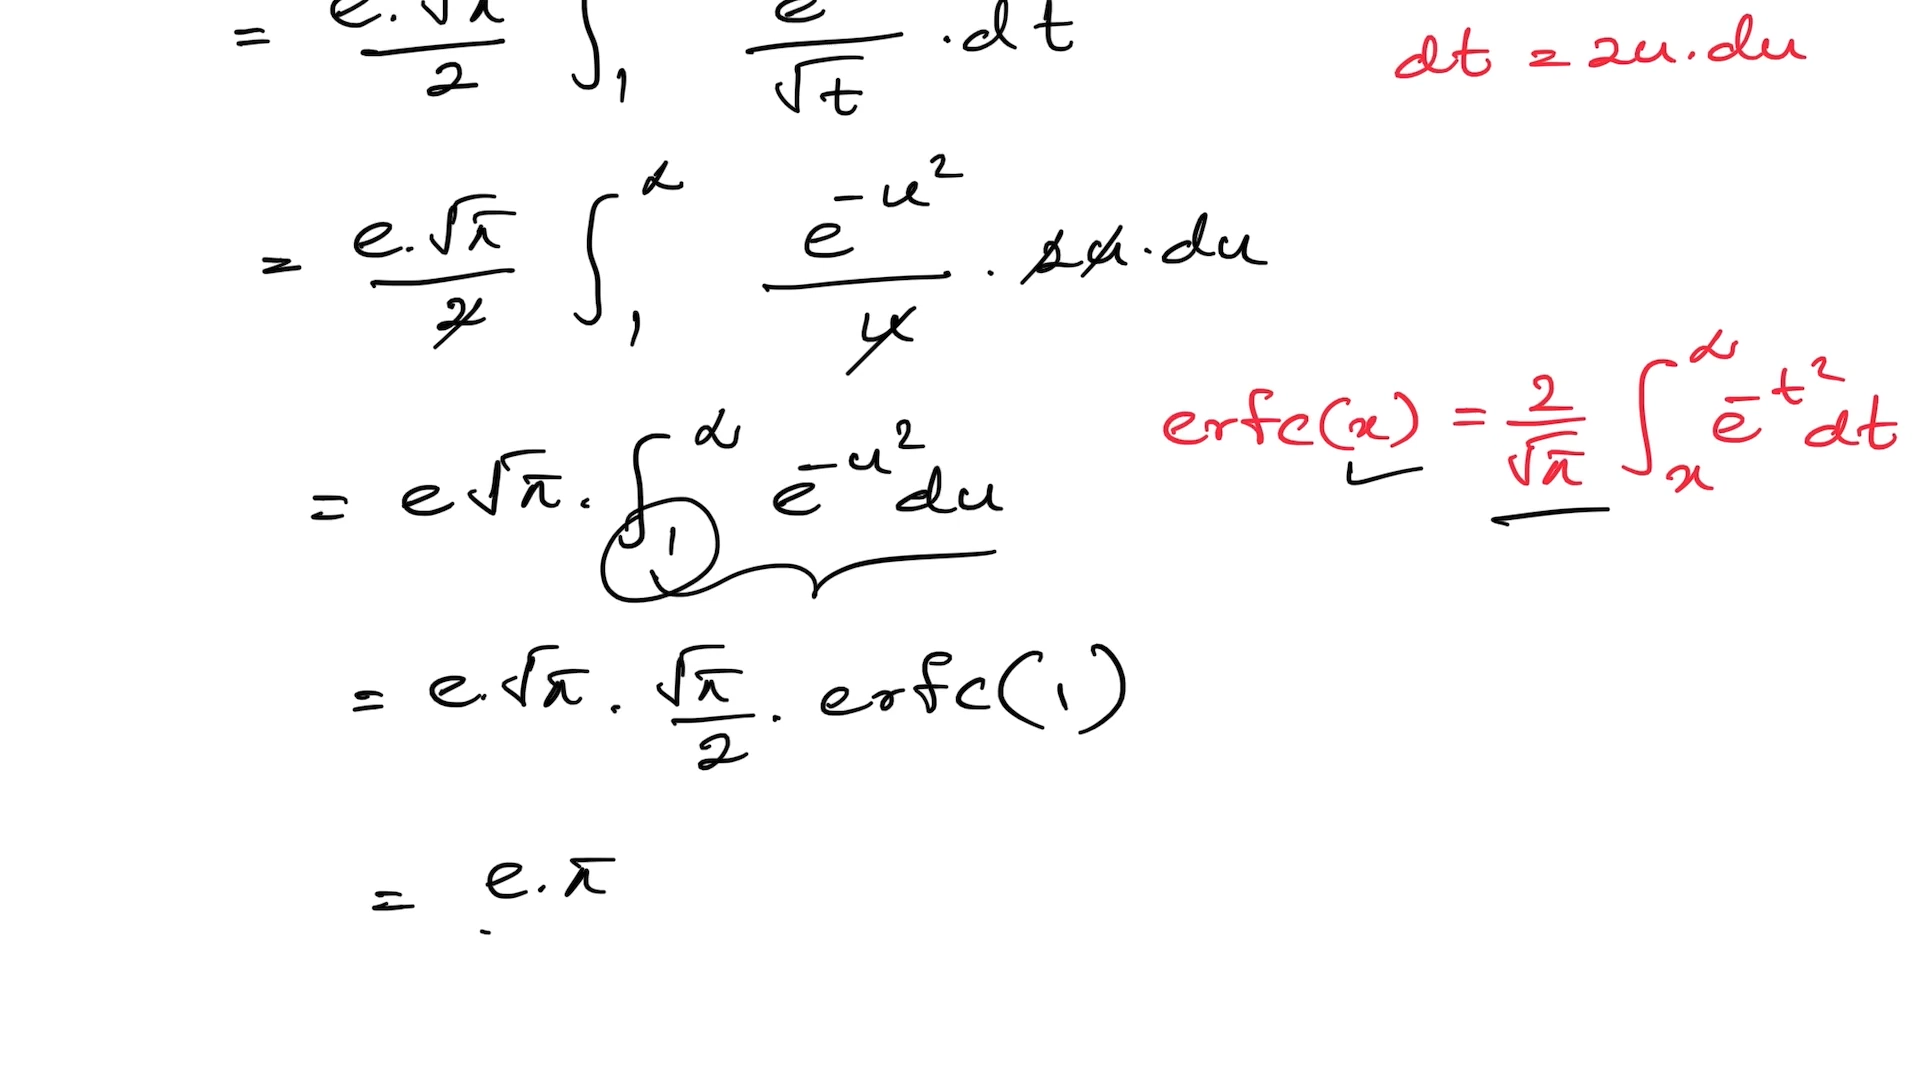 = e.√π/2 ∫₁ e/√t .dt
dt = 2u.du
= e.√π/2 ∫₁^∝ e^-u²/u . 2u.du
erfc(x) = 2/√π ∫ₓ^∝ e^-t² dt
= e√π . ∫₁^∝ e^-u² du
= e.√π . √π/2 . erfc(1)
= e.π